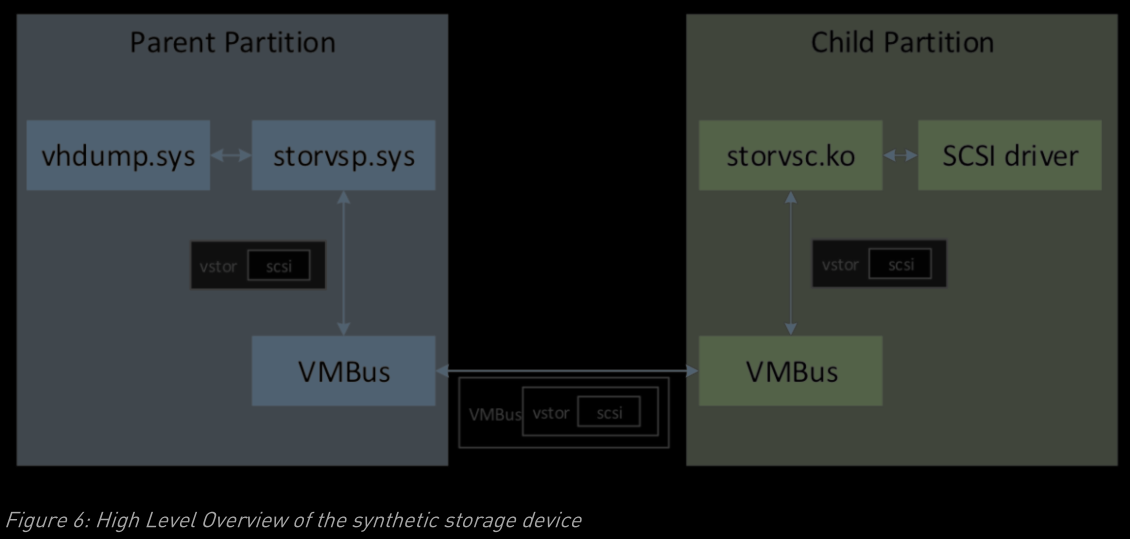 Parent Partition
Child Partition
vhdump.sys
storvsp.sys
storvsc.ko
SCSI driver
vstor scsi
vstor scsi
VMBus
VMBus
VMBus vstor scsi
Figure 6: High Level Overview of the synthetic storage device